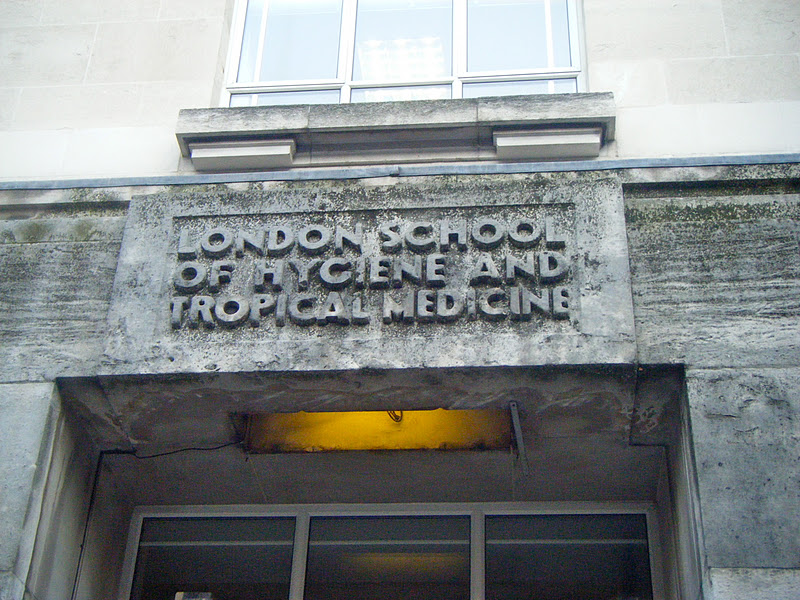 LONDON SCHOOL
OF HYGIENE AND
TROPICAL MEDICINE